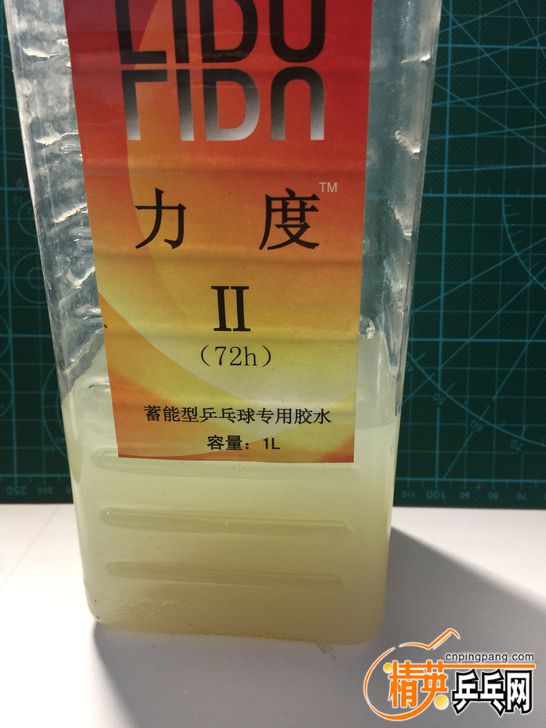 LIDU
力度™
II
（72h）
蓄能型乒乓球专用胶水
容量：1L
cnpingpang.com
精英乒乓网